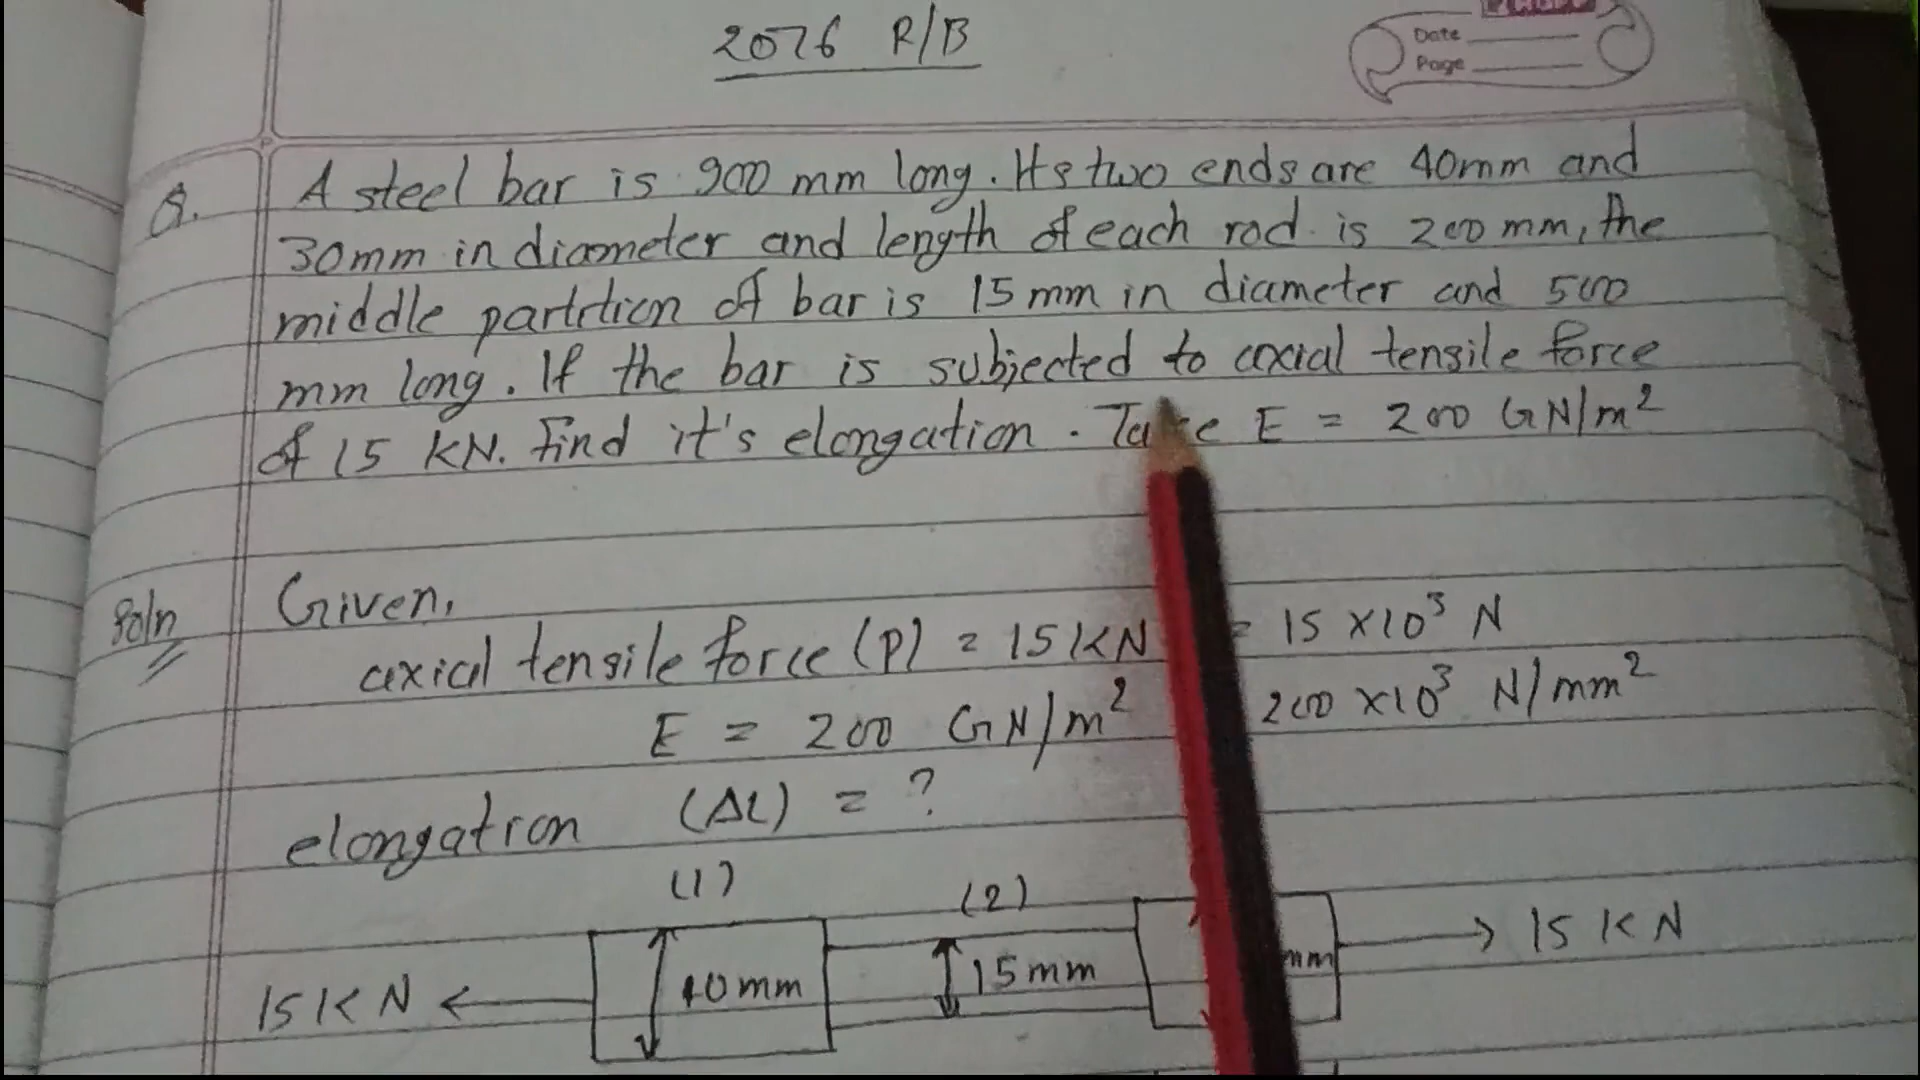 2076 R/B
Date
Page
Q. A steel bar is 900 mm long. Its two ends are 40mm and
30mm in diameter and length of each rod is 200 mm, the
middle partition of bar is 15 mm in diameter and 500
mm long. If the bar is subjected to axial tensile force
of 15 KN. Find it's elongation. Take E = 200 GN/m²
Soln Given,
axial tensile force (P) = 15 KN = 15 × 10³ N
E = 200 GN/m² 200 × 10³ N/mm²
elongation (ΔL) = ?
(1) (2)
15 KN 40mm 15mm mm 15 KN